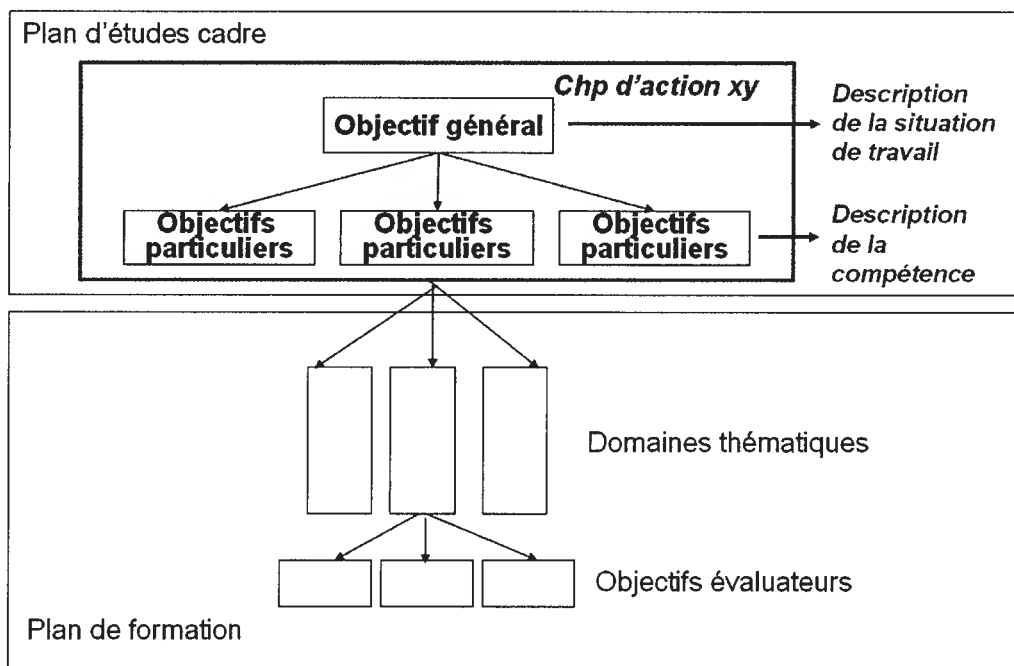 Plan d'études cadre
Chp d'action xy
Objectif général
Description
de la situation
de travail
Objectifs
particuliers
Objectifs
particuliers
Objectifs
particuliers
Description
de la
compétence
Domaines thématiques
Objectifs évaluateurs
Plan de formation